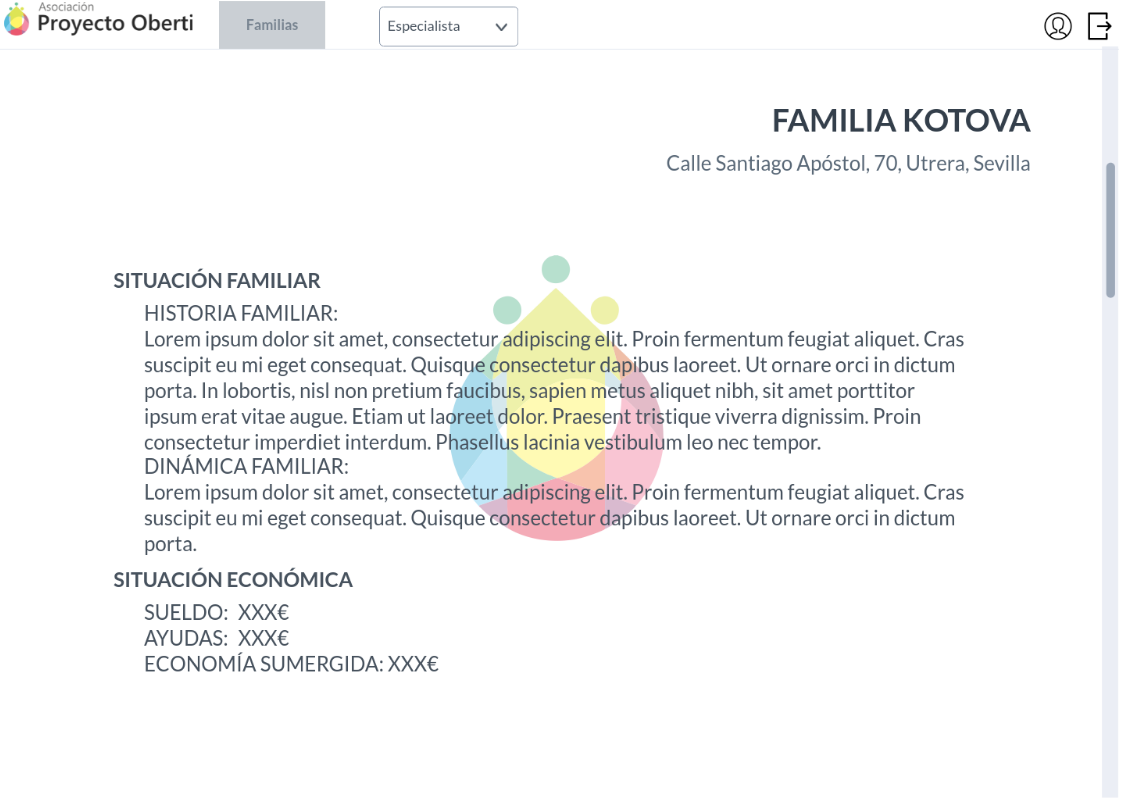 Asociación
Proyecto Oberti
Familias
Especialista
FAMILIA KOTOVA
Calle Santiago Apóstol, 70, Utrera, Sevilla
SITUACIÓN FAMILIAR
HISTORIA FAMILIAR:
Lorem ipsum dolor sit amet, consectetur adipiscing elit. Proin fermentum feugiat aliquet. Cras
suscipit eu mi eget consequat. Quisque consectetur dapibus laoreet. Ut ornare orci in dictum
porta. In lobortis, nisl non pretium faucibus, sapien metus aliquet nibh, sit amet porttitor
ipsum erat vitae augue. Etiam ut laoreet dolor. Praesent tristique viverra dignissim. Proin
consectetur imperdiet interdum. Phasellus lacinia vestibulum leo nec tempor.
DINÁMICA FAMILIAR:
Lorem ipsum dolor sit amet, consectetur adipiscing elit. Proin fermentum feugiat aliquet. Cras
suscipit eu mi eget consequat. Quisque consectetur dapibus laoreet. Ut ornare orci in dictum
porta.
SITUACIÓN ECONÓMICA
SUELDO: XXX€
AYUDAS: XXX€
ECONOMÍA SUMERGIDA: XXX€